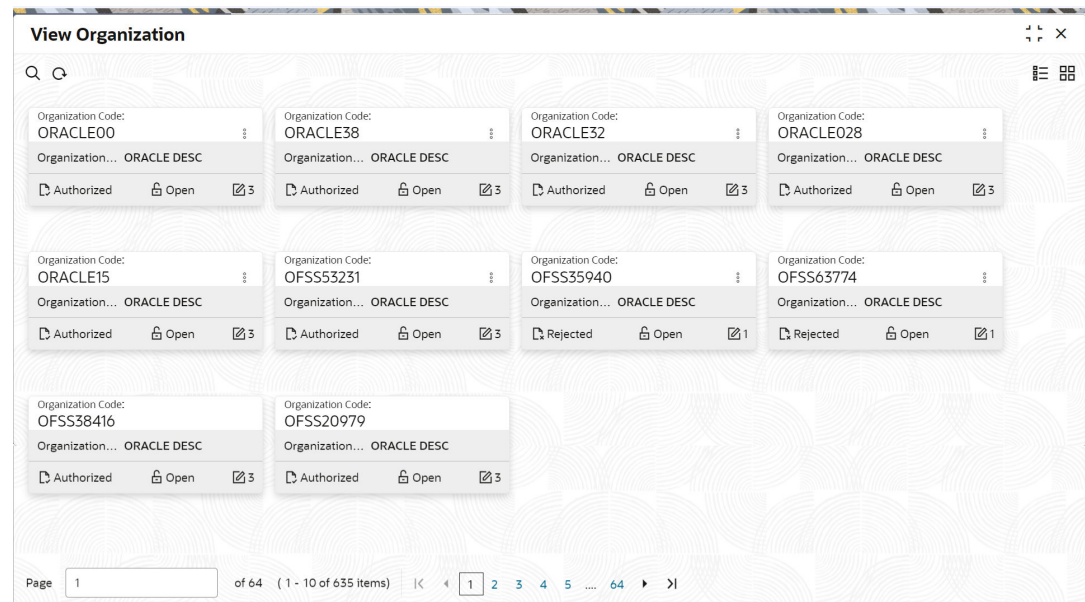 View Organization
Organization Code: Organization Code: Organization Code: Organization Code:
ORACLE00 ORACLE38 ORACLE32 ORACLE028
Organization... ORACLE DESC Organization... ORACLE DESC Organization... ORACLE DESC Organization... ORACLE DESC
Authorized Open 3 Authorized Open 3 Authorized Open 3 Authorized Open 3
Organization Code: Organization Code: Organization Code: Organization Code:
ORACLE15 OFSS53231 OFSS35940 OFSS63774
Organization... ORACLE DESC Organization... ORACLE DESC Organization... ORACLE DESC Organization... ORACLE DESC
Authorized Open 3 Authorized Open 3 Rejected Open 1 Rejected Open 1
Organization Code: Organization Code:
OFSS38416 OFSS20979
Organization... ORACLE DESC Organization... ORACLE DESC
Authorized Open 3 Authorized Open 3
Page 1 of 64 ( 1 - 10 of 635 items) 1 2 3 4 5 .... 64